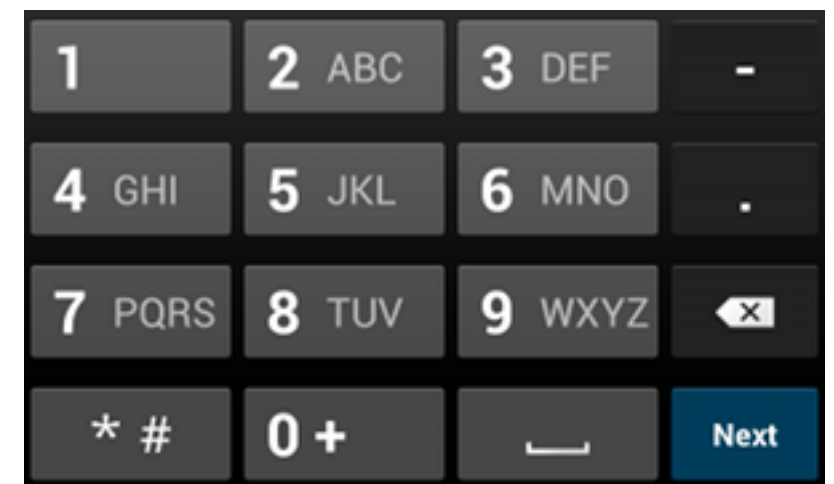 1 2 ABC 3 DEF -
4 GHI 5 JKL 6 MNO .
7 PQRS 8 TUV 9 WXYZ
* # 0 + Next